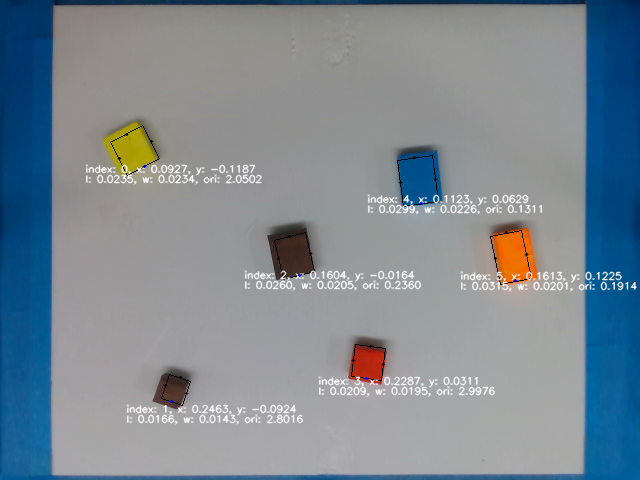 index: 0, x: 0.0927, y: -0.1187
l: 0.0235, w: 0.0234, ori: 2.0502
index: 4, x: 0.1123, y: 0.0629
l: 0.0299, w: 0.0226, ori: 0.1311
index: 2, x: 0.1604, y: -0.0164
l: 0.0260, w: 0.0205, ori: 0.2360
index: 5, x: 0.1613, y: 0.1225
l: 0.0315, w: 0.0201, ori: 0.1914
index: 3, x: 0.2287, y: 0.0311
l: 0.0209, w: 0.0195, ori: 2.9976
index: 1, x: 0.2463, y: -0.0924
l: 0.0166, w: 0.0143, ori: 2.8016